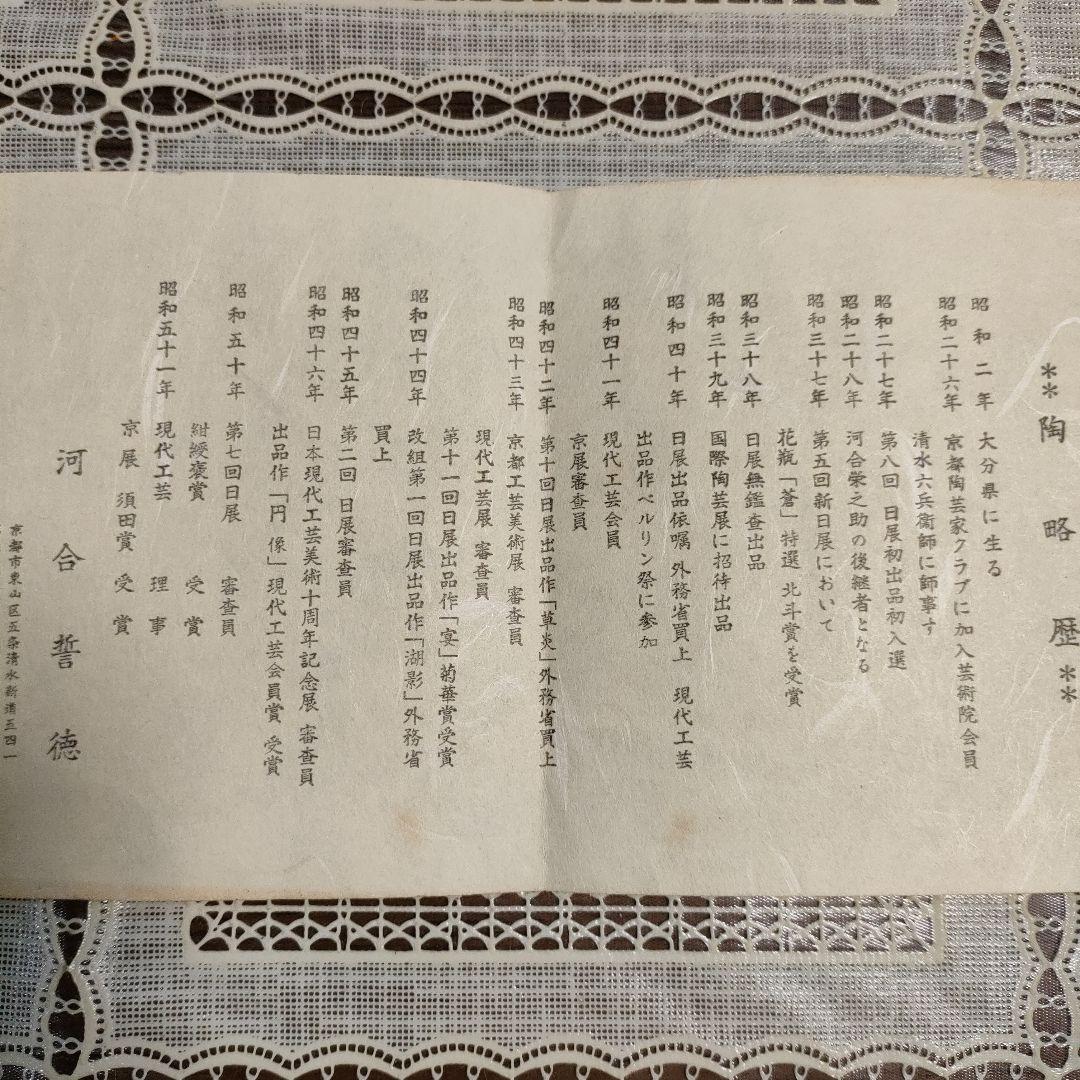 **陶略歴**
昭和二年 大分県に生る
昭和二十六年 京都陶芸家クラブに加入芸術院会員
清水六兵衛師に師事す
昭和二十七年 第八回 日展初出品初入選
昭和二十八年 河合栄之助の後継者となる
昭和三十七年 第五回新日展において
花瓶「蒼」特選 北斗賞を受賞
昭和三十八年 日展無鑑査出品
昭和三十九年 国際陶芸展に招待出品
昭和四十年 日展出品依嘱 外務省買上 現代工芸
出品作ベルリン祭に参加
昭和四十一年 現代工芸会員
京展審査員
昭和四十二年 第十回日展出品作「草炎」外務省買上
昭和四十三年 京都工芸美術展 審査員
現代工芸展 審査員
第十一回日展出品作「宴」菊華賞受賞
昭和四十四年 改組第一回日展出品作「湖影」外務省
買上
昭和四十五年 第二回 日展審査員
昭和四十六年 日本現代工芸美術十周年記念展 審査員
出品作「円像」現代工芸会員賞 受賞
昭和五十年 第七回日展 審査員
紺綬褒賞 受賞
昭和五十一年 現代工芸 理事
京展 須田賞 受賞
河合誓徳
京都市東山区五条清水新道五四一